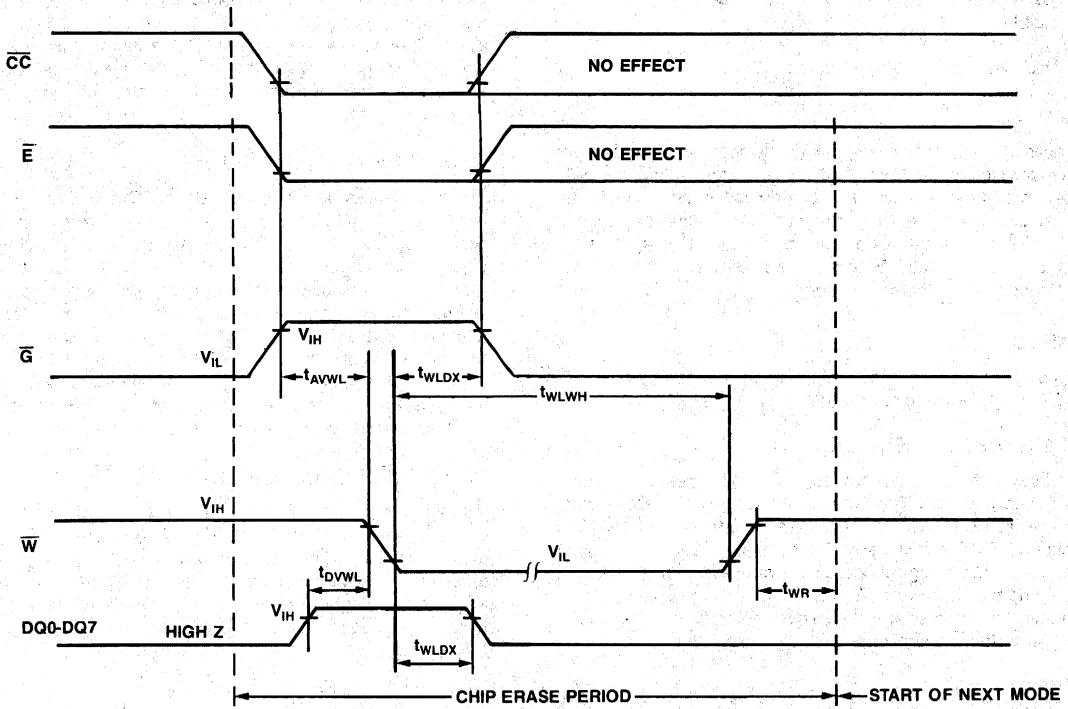 C̅C̅
NO EFFECT
E̅
NO EFFECT
G̅
VIL
VIH
tAVWL
tWLDX
tWLWH
W̅
VIH
VIL
tDVWL
tWR
DQ0-DQ7
HIGH Z
VIH
tWLDX
CHIP ERASE PERIOD
START OF NEXT MODE